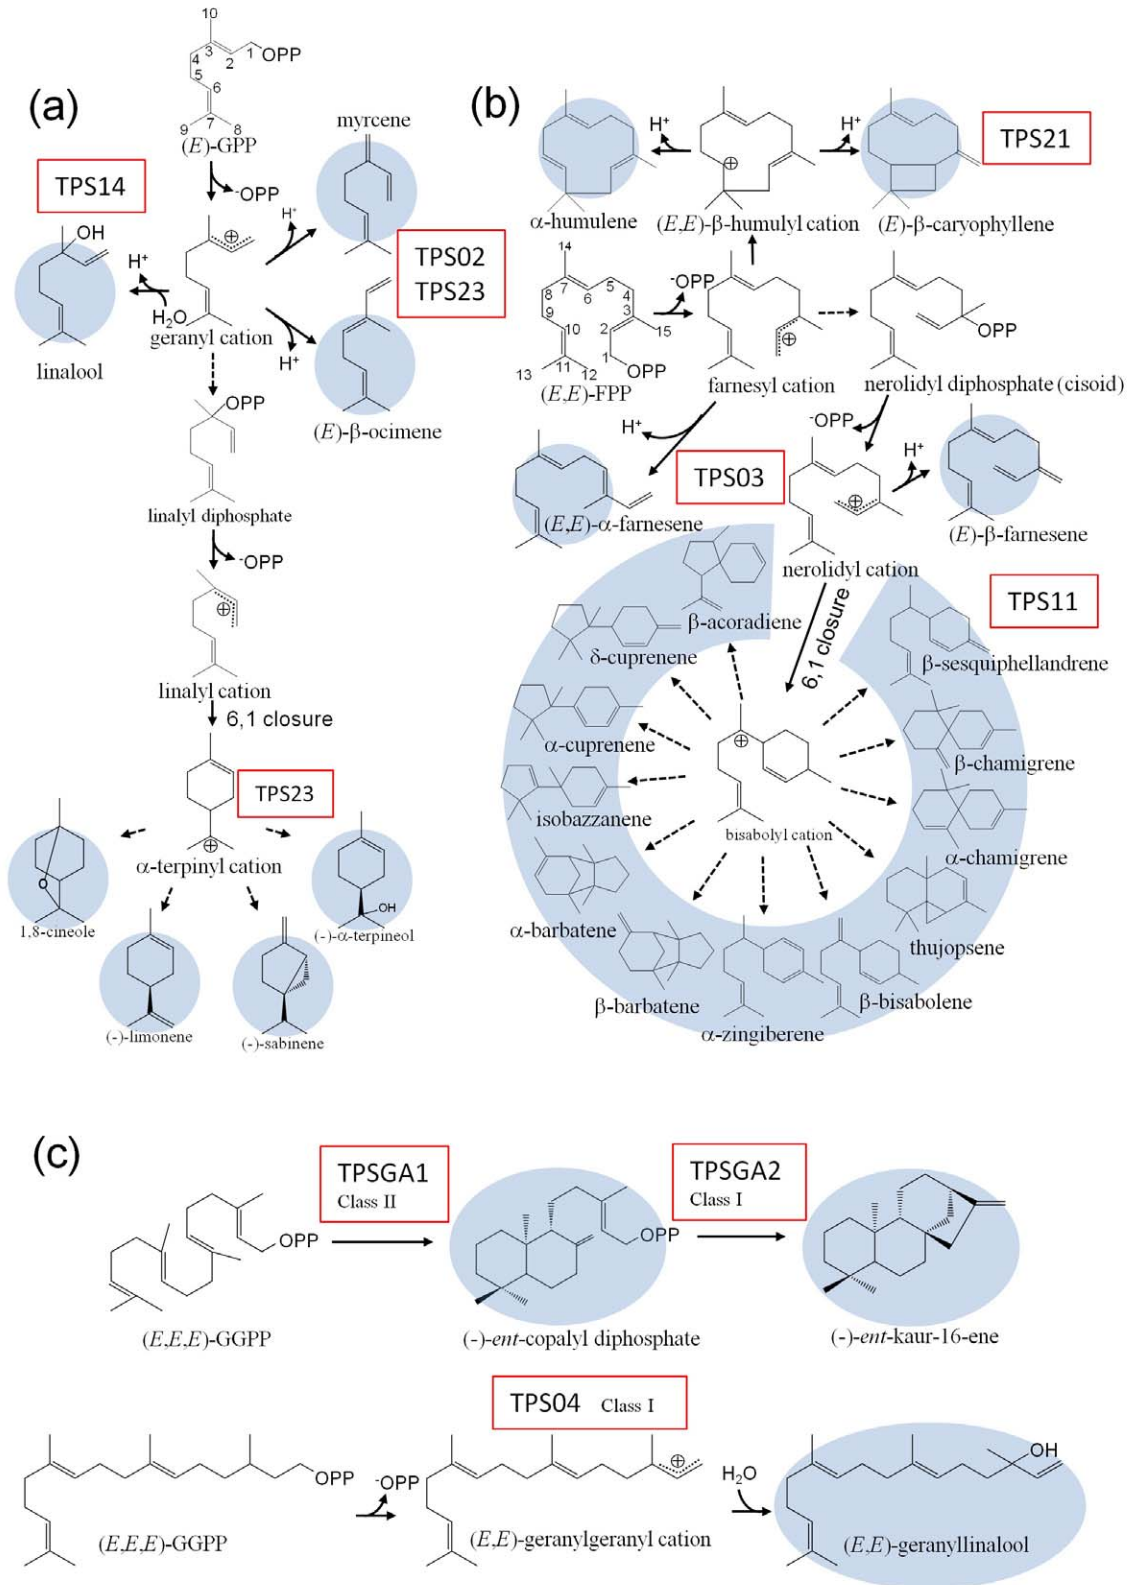 (a)
10
3
4
2
1
OPP
5
6
7
9
8
(E)-GPP
-OPP
TPS14
OH
H+
H2O
linalool
geranyl cation
myrcene
H+
TPS02
TPS23
H+
(E)-β-ocimene
OPP
linalyl diphosphate
-OPP
linalyl cation
6,1 closure
TPS23
α-terpinyl cation
O
1,8-cineole
OH
(-)-α-terpineol
(-)-limonene
(-)-sabinene
(b)
H+
H+
TPS21
α-humulene
(E,E)-β-humulyl cation
(E)-β-caryophyllene
14
7
5
8
6
4
9
3
10
2
15
1
11
13
12
OPP
(E,E)-FPP
-OPP
farnesyl cation
OPP
nerolidyl diphosphate (cisoid)
H+
-OPP
TPS03
H+
(E,E)-α-farnesene
(E)-β-farnesene
nerolidyl cation
6,1 closure
TPS11
β-acoradiene
δ-cuprenene
β-sesquiphellandrene
α-cuprenene
β-chamigrene
isobazzanene
bisabolyl cation
α-chamigrene
α-barbatene
thujopsene
β-barbatene
β-bisabolene
α-zingiberene
(c)
TPSGA1
Class II
TPSGA2
Class I
OPP
OPP
(E,E,E)-GGPP
(-)-ent-copalyl diphosphate
(-)-ent-kaur-16-ene
TPS04 Class I
OPP
-OPP
H2O
OH
(E,E,E)-GGPP
(E,E)-geranylgeranyl cation
(E,E)-geranyllinalool